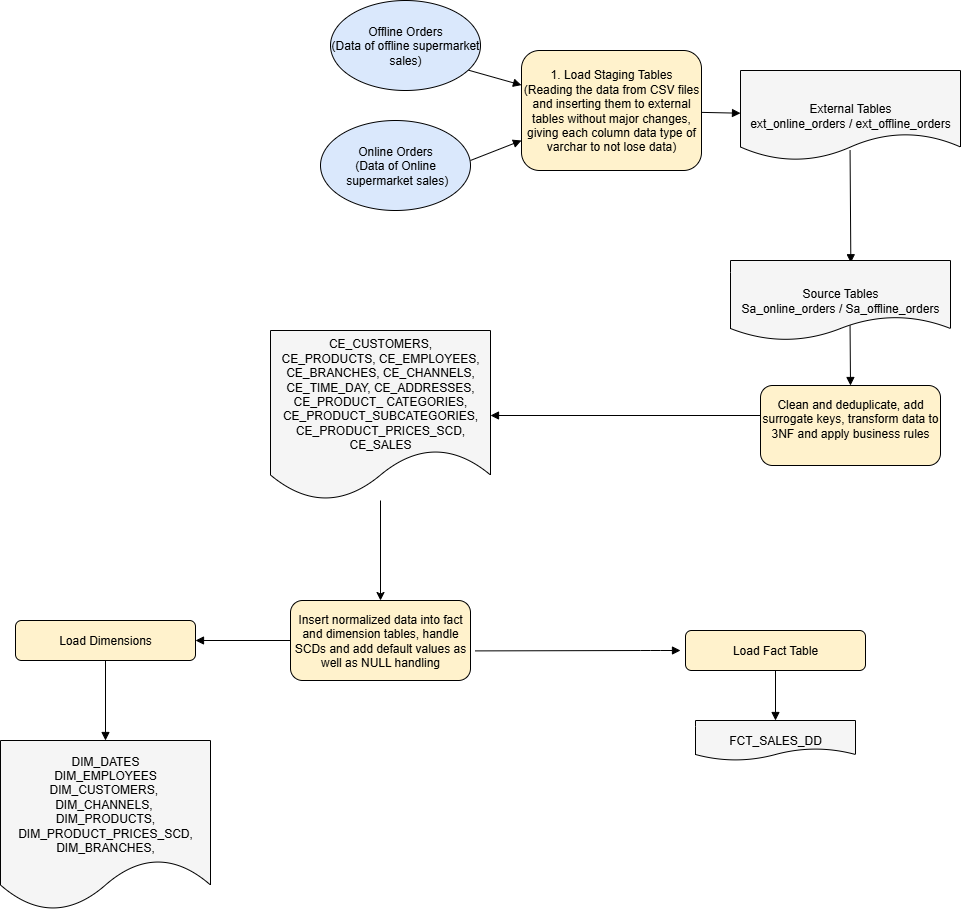 Offline Orders
(Data of offline supermarket
sales)
1. Load Staging Tables
(Reading the data from CSV files
and inserting them to external
tables without major changes,
giving each column data type of
varchar to not lose data)
External Tables
ext_online_orders / ext_offline_orders
Online Orders
(Data of Online
supermarket sales)
Source Tables
Sa_online_orders / Sa_offline_orders
CE_CUSTOMERS,
CE_PRODUCTS, CE_EMPLOYEES,
CE_BRANCHES, CE_CHANNELS,
CE_TIME_DAY, CE_ADDRESSES,
CE_PRODUCT_ CATEGORIES,
CE_PRODUCT_SUBCATEGORIES,
CE_PRODUCT_PRICES_SCD,
CE_SALES
Clean and deduplicate, add
surrogate keys, transform data to
3NF and apply business rules
Load Dimensions
Insert normalized data into fact
and dimension tables, handle
SCDs and add default values as
well as NULL handling
Load Fact Table
FCT_SALES_DD
DIM_DATES
DIM_EMPLOYEES
DIM_CUSTOMERS,
DIM_CHANNELS,
DIM_PRODUCTS,
DIM_PRODUCT_PRICES_SCD,
DIM_BRANCHES,